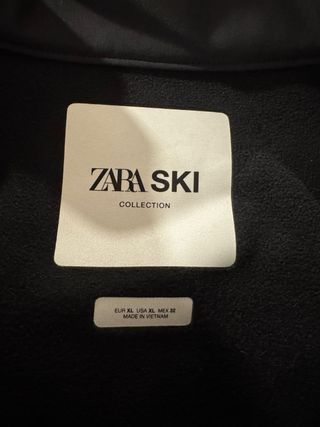 ZARA SKI
COLLECTION
EUR XL USA XL MEX 32
MADE IN VIETNAM